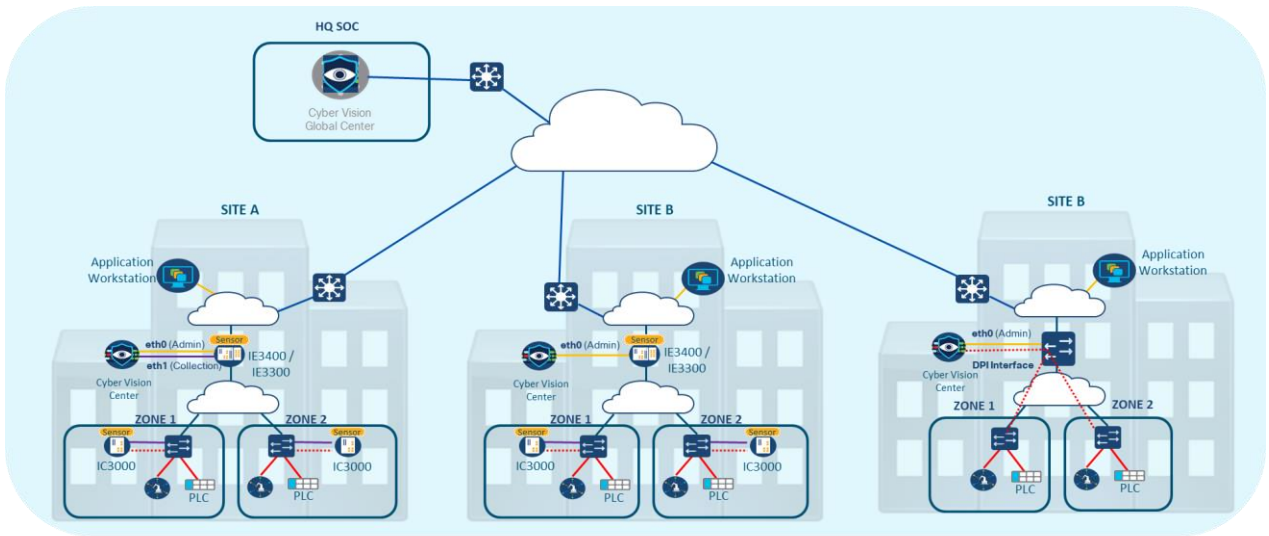 HQ SOC
Cyber Vision
Global Center
SITE A
Application
Workstation
Sensor
eth0 (Admin)
eth1 (Collection)
IE3400 /
IE3300
Cyber Vision
Center
ZONE 1
ZONE 2
Sensor
IC3000
PLC
Sensor
IC3000
PLC
SITE B
Application
Workstation
Sensor
eth0 (Admin)
IE3400 /
IE3300
Cyber Vision
Center
ZONE 1
ZONE 2
Sensor
IC3000
PLC
Sensor
IC3000
PLC
SITE B
Application
Workstation
eth0 (Admin)
DPI Interface
Cyber Vision
Center
ZONE 1
ZONE 2
PLC
PLC